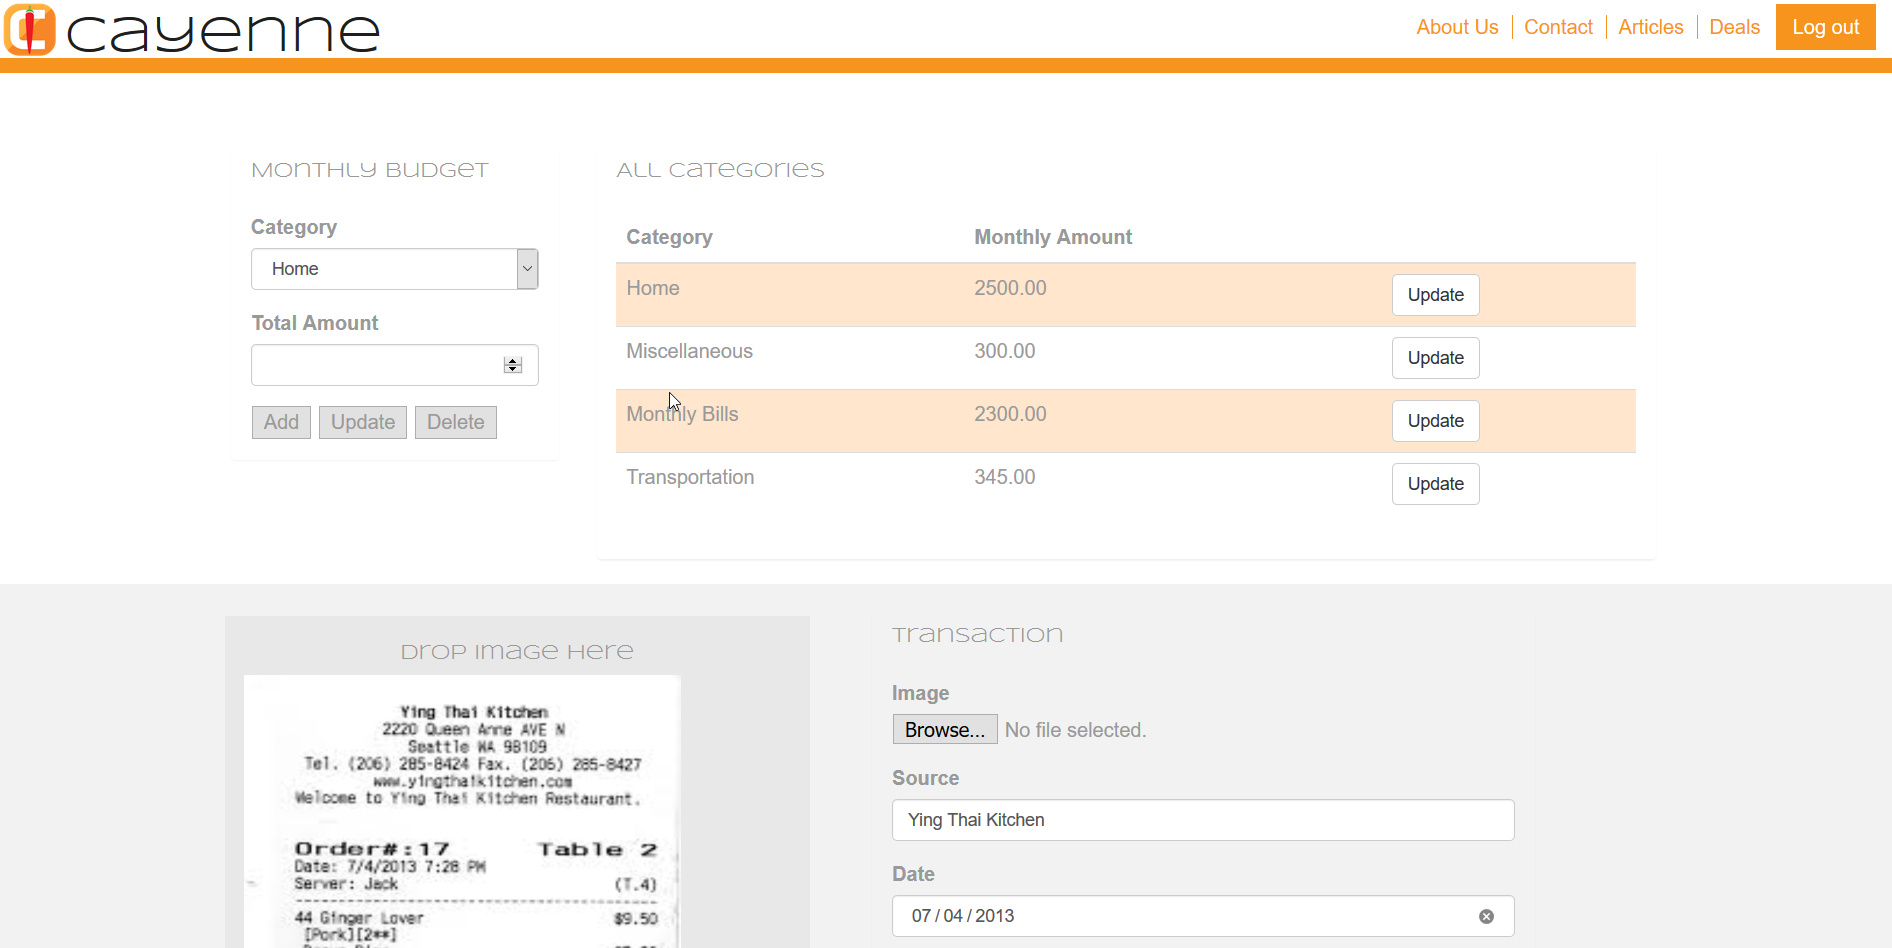 cayenne
About Us
Contact
Articles
Deals
Log out
Monthly Budget
Category
Home
Total Amount
Add
Update
Delete
All Categories
Category Monthly Amount
Home 2500.00 Update
Miscellaneous 300.00 Update
Monthly Bills 2300.00 Update
Transportation 345.00 Update
Drop Image Here
Ying Thai Kitchen
2220 Queen Anne AVE N
Seattle WA 98109
Tel. (206) 285-8424 Fax. (206) 285-8427
www.yingthaikitchen.com
Welcome to Ying Thai Kitchen Restaurant.
Order#:17 Table 2
Date: 7/4/2013 7:28 PM
Server: Jack (T.4)
44 Ginger Lover $9.50
[Pork][2**]
Transaction
Image
Browse... No file selected.
Source
Ying Thai Kitchen
Date
07 / 04 / 2013